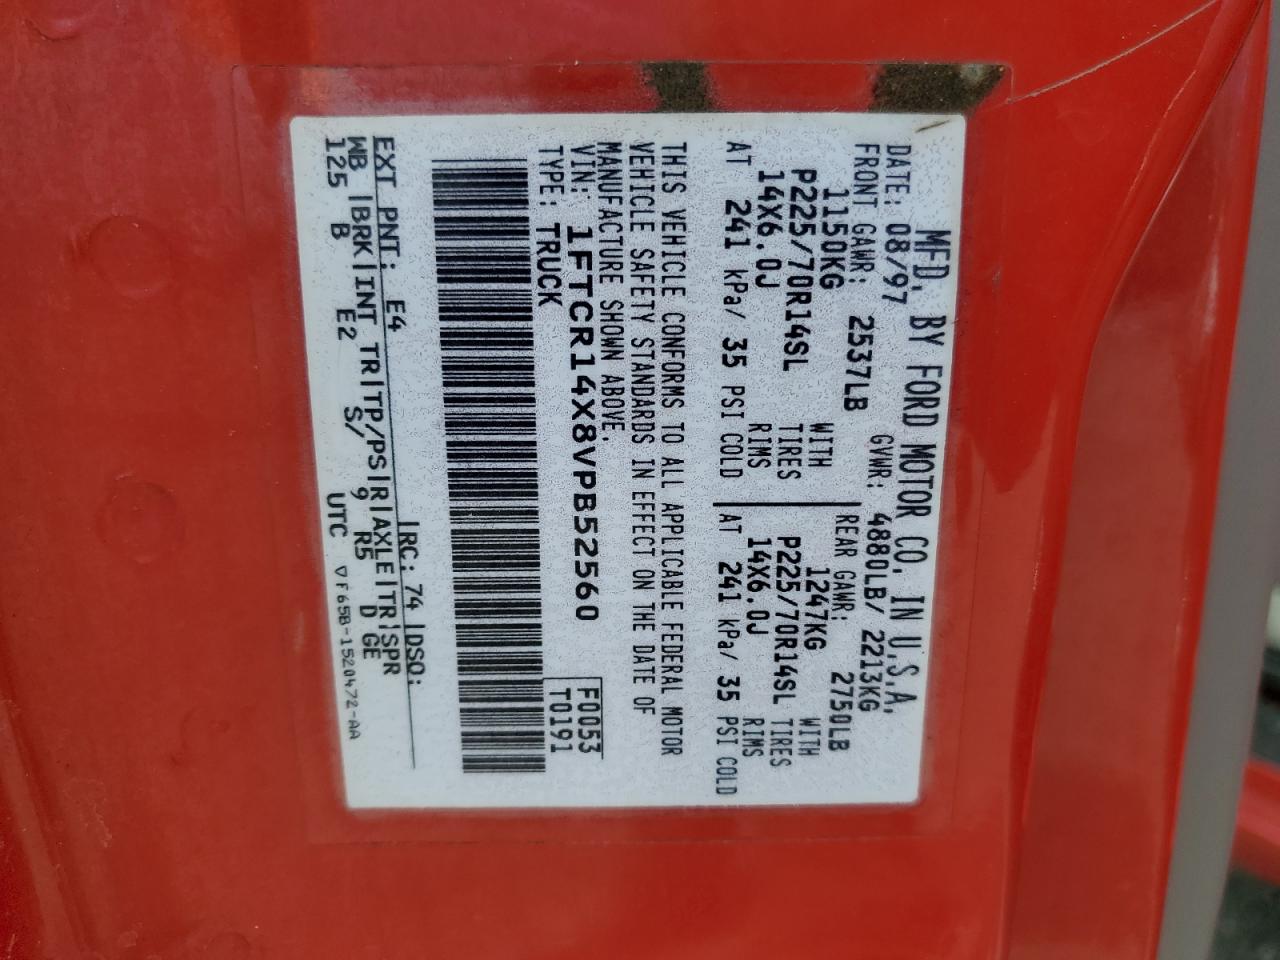 MFD. BY FORD MOTOR CO. IN U.S.A.
DATE: 08/97 GVWR: 4880LB/ 2213KG
FRONT GAWR: 2537LB REAR GAWR: 2750LB
1150KG WITH 1247KG WITH
P225/70R14SL TIRES P225/70R14SL TIRES
14X6.0J RIMS 14X6.0J RIMS
AT 241 kPa/ 35 PSI COLD AT 241 kPa/ 35 PSI COLD
THIS VEHICLE CONFORMS TO ALL APPLICABLE FEDERAL MOTOR
VEHICLE SAFETY STANDARDS IN EFFECT ON THE DATE OF
MANUFACTURE SHOWN ABOVE.
VIN: 1FTCR14X8VPB52560 F0053
TYPE: TRUCK T0191
EXT PNT: E4 RC: 74 DSO:
WB BRK INT TR TP/PS R AXLE TR SPR
125 B E2 S/ 9 R5 D GE
UTC ▽F65B-1520472-AA